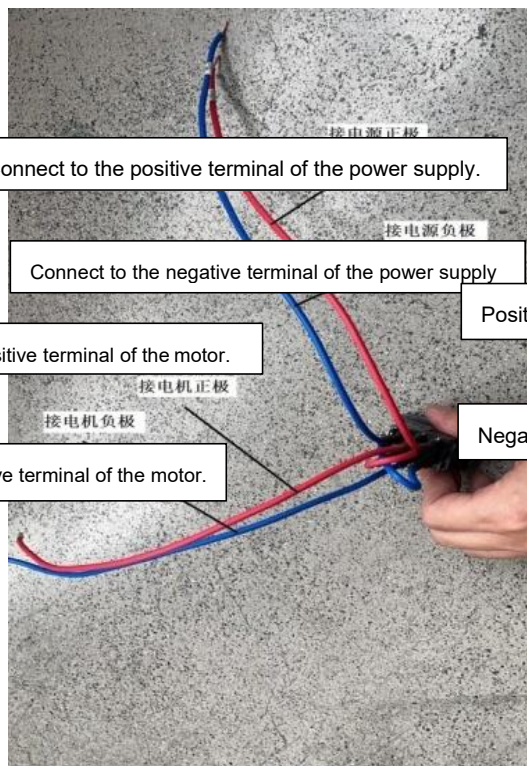 接电源正极
onnect to the positive terminal of the power supply.
接电源负极
Connect to the negative terminal of the power supply
Posit
sitive terminal of the motor.
接电机正极
接电机负极
Nega
ve terminal of the motor.